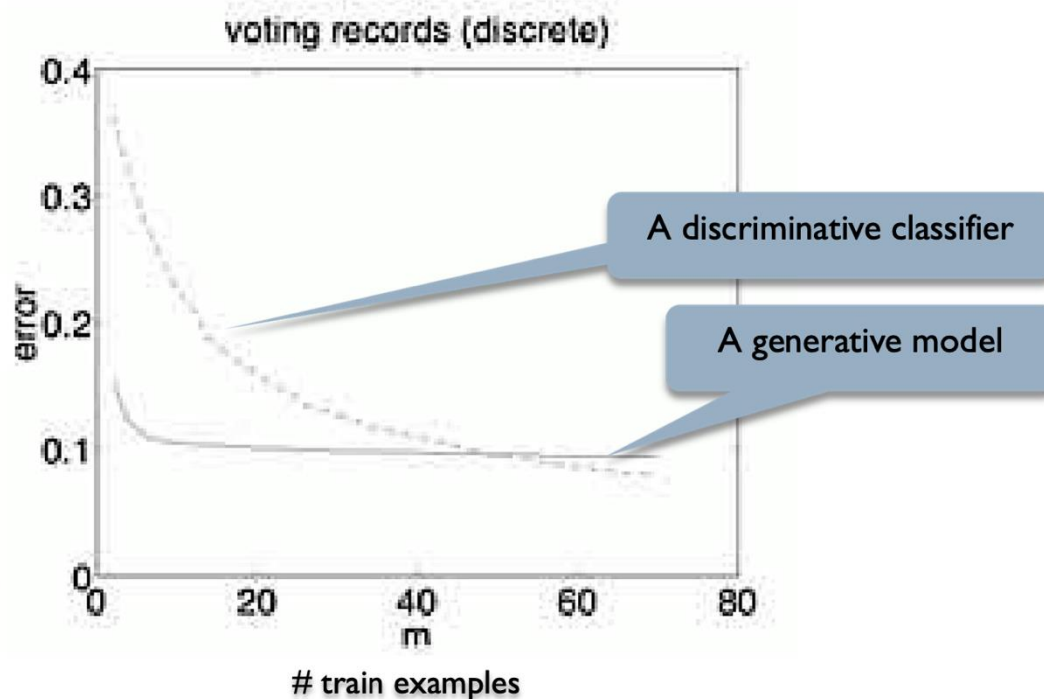 voting records (discrete)
0.4
0.3
0.2
0.1
0
error
0
20
40
60
80
m
# train examples
A discriminative classifier
A generative model